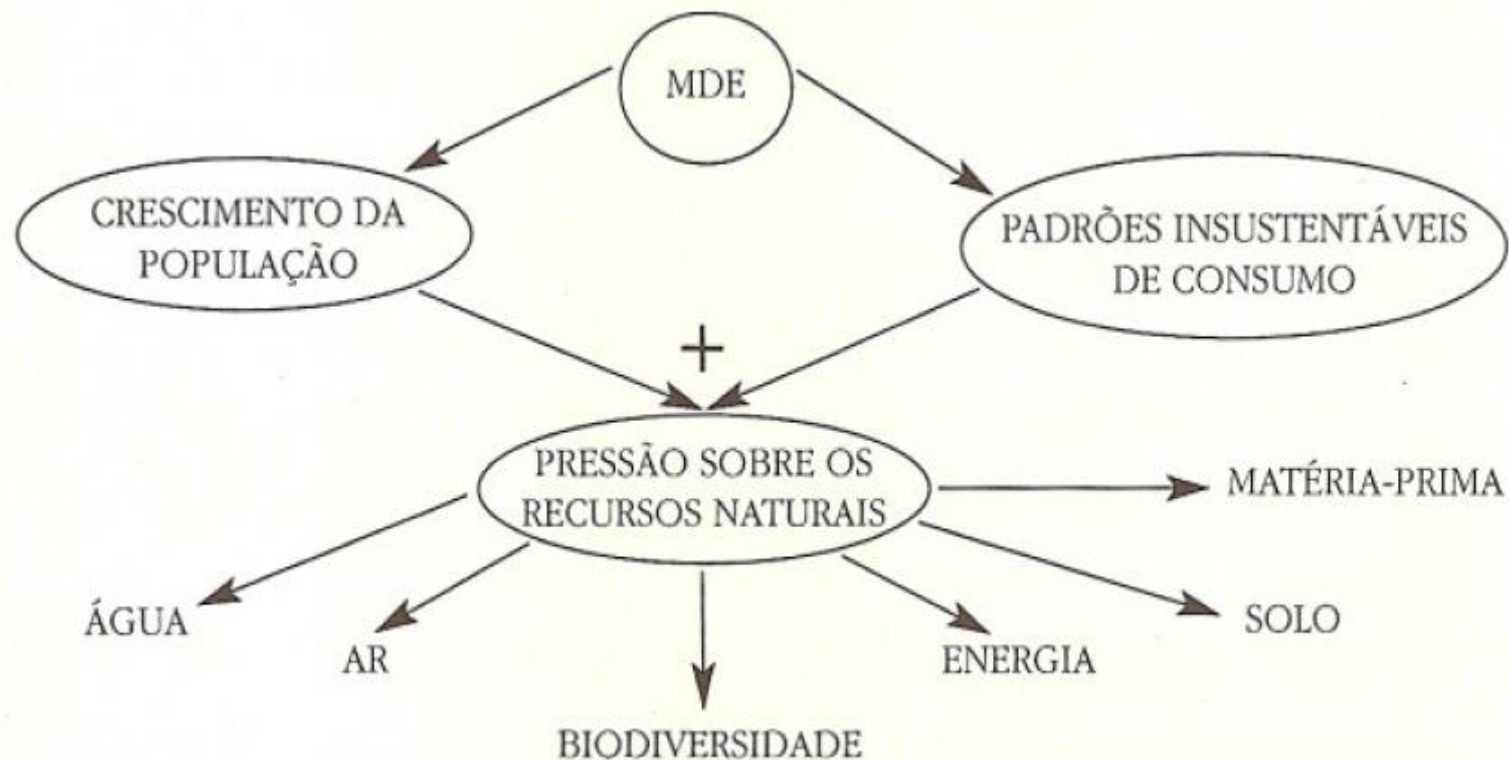 MDE
CRESCIMENTO DA
POPULAÇÃO
PADRÕES INSUSTENTÁVEIS
DE CONSUMO
+
PRESSÃO SOBRE OS
RECURSOS NATURAIS
MATÉRIA-PRIMA
ÁGUA
AR
BIODIVERSIDADE
ENERGIA
SOLO